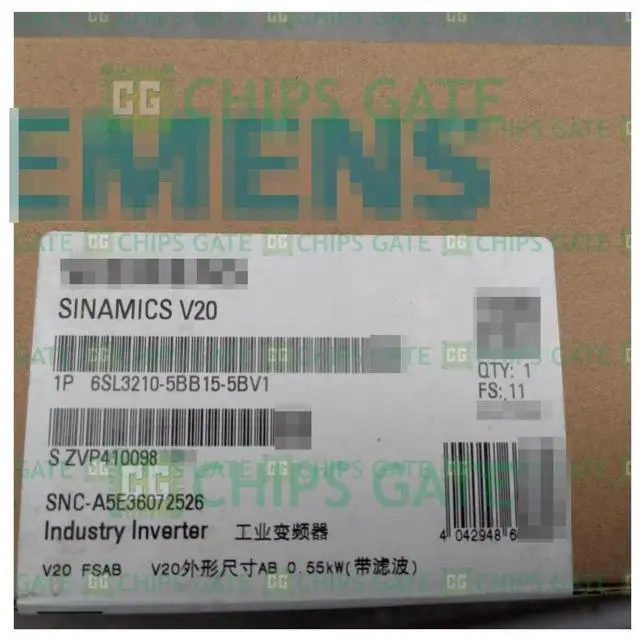 CG CHIPS GATE
EMENS
SINAMICS V20
1P 6SL3210-5BB15-5BV1
QTY: 1
FS: 11
S ZVP410098
SNC-A5E36072526
4 042948 6
Industry Inverter 工业变频器
V20 FSAB V20外形尺寸AB 0.55kW(带滤波)